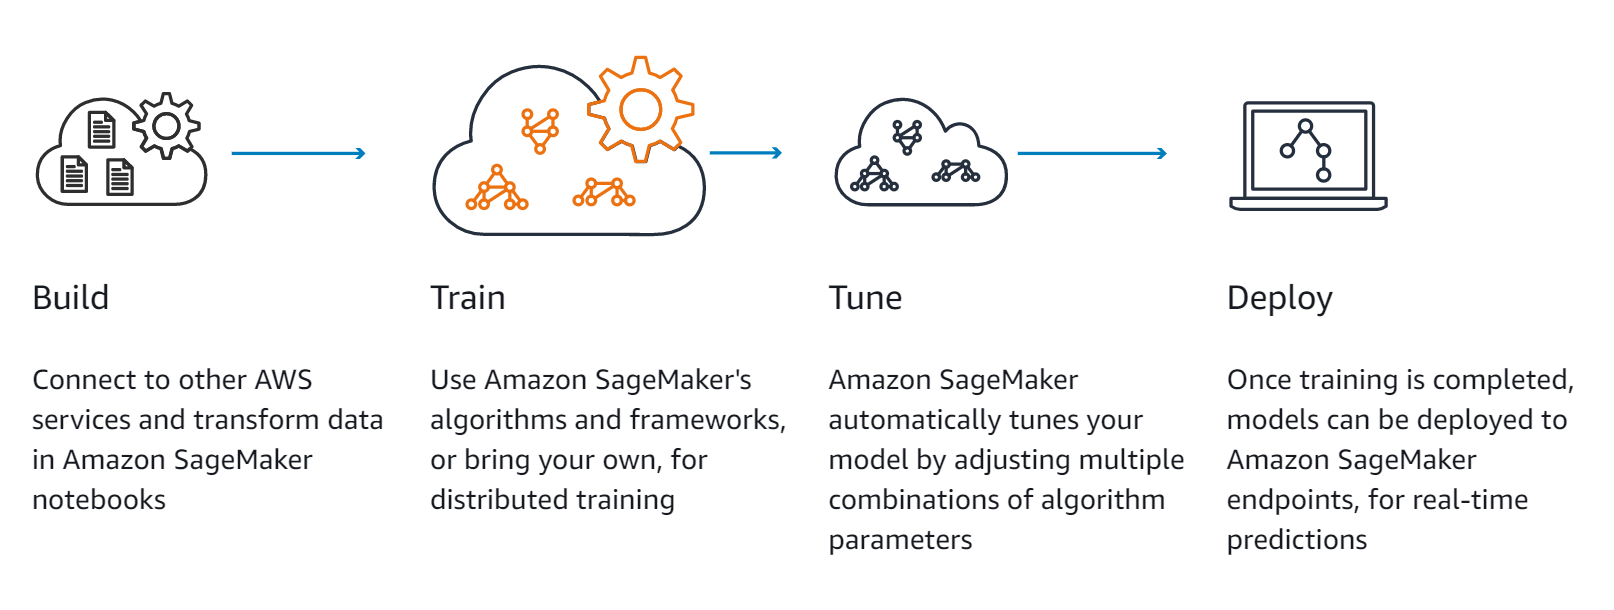 Build
Connect to other AWS
services and transform data
in Amazon SageMaker
notebooks
Train
Use Amazon SageMaker's
algorithms and frameworks,
or bring your own, for
distributed training
Tune
Amazon SageMaker
automatically tunes your
model by adjusting multiple
combinations of algorithm
parameters
Deploy
Once training is completed,
models can be deployed to
Amazon SageMaker
endpoints, for real-time
predictions